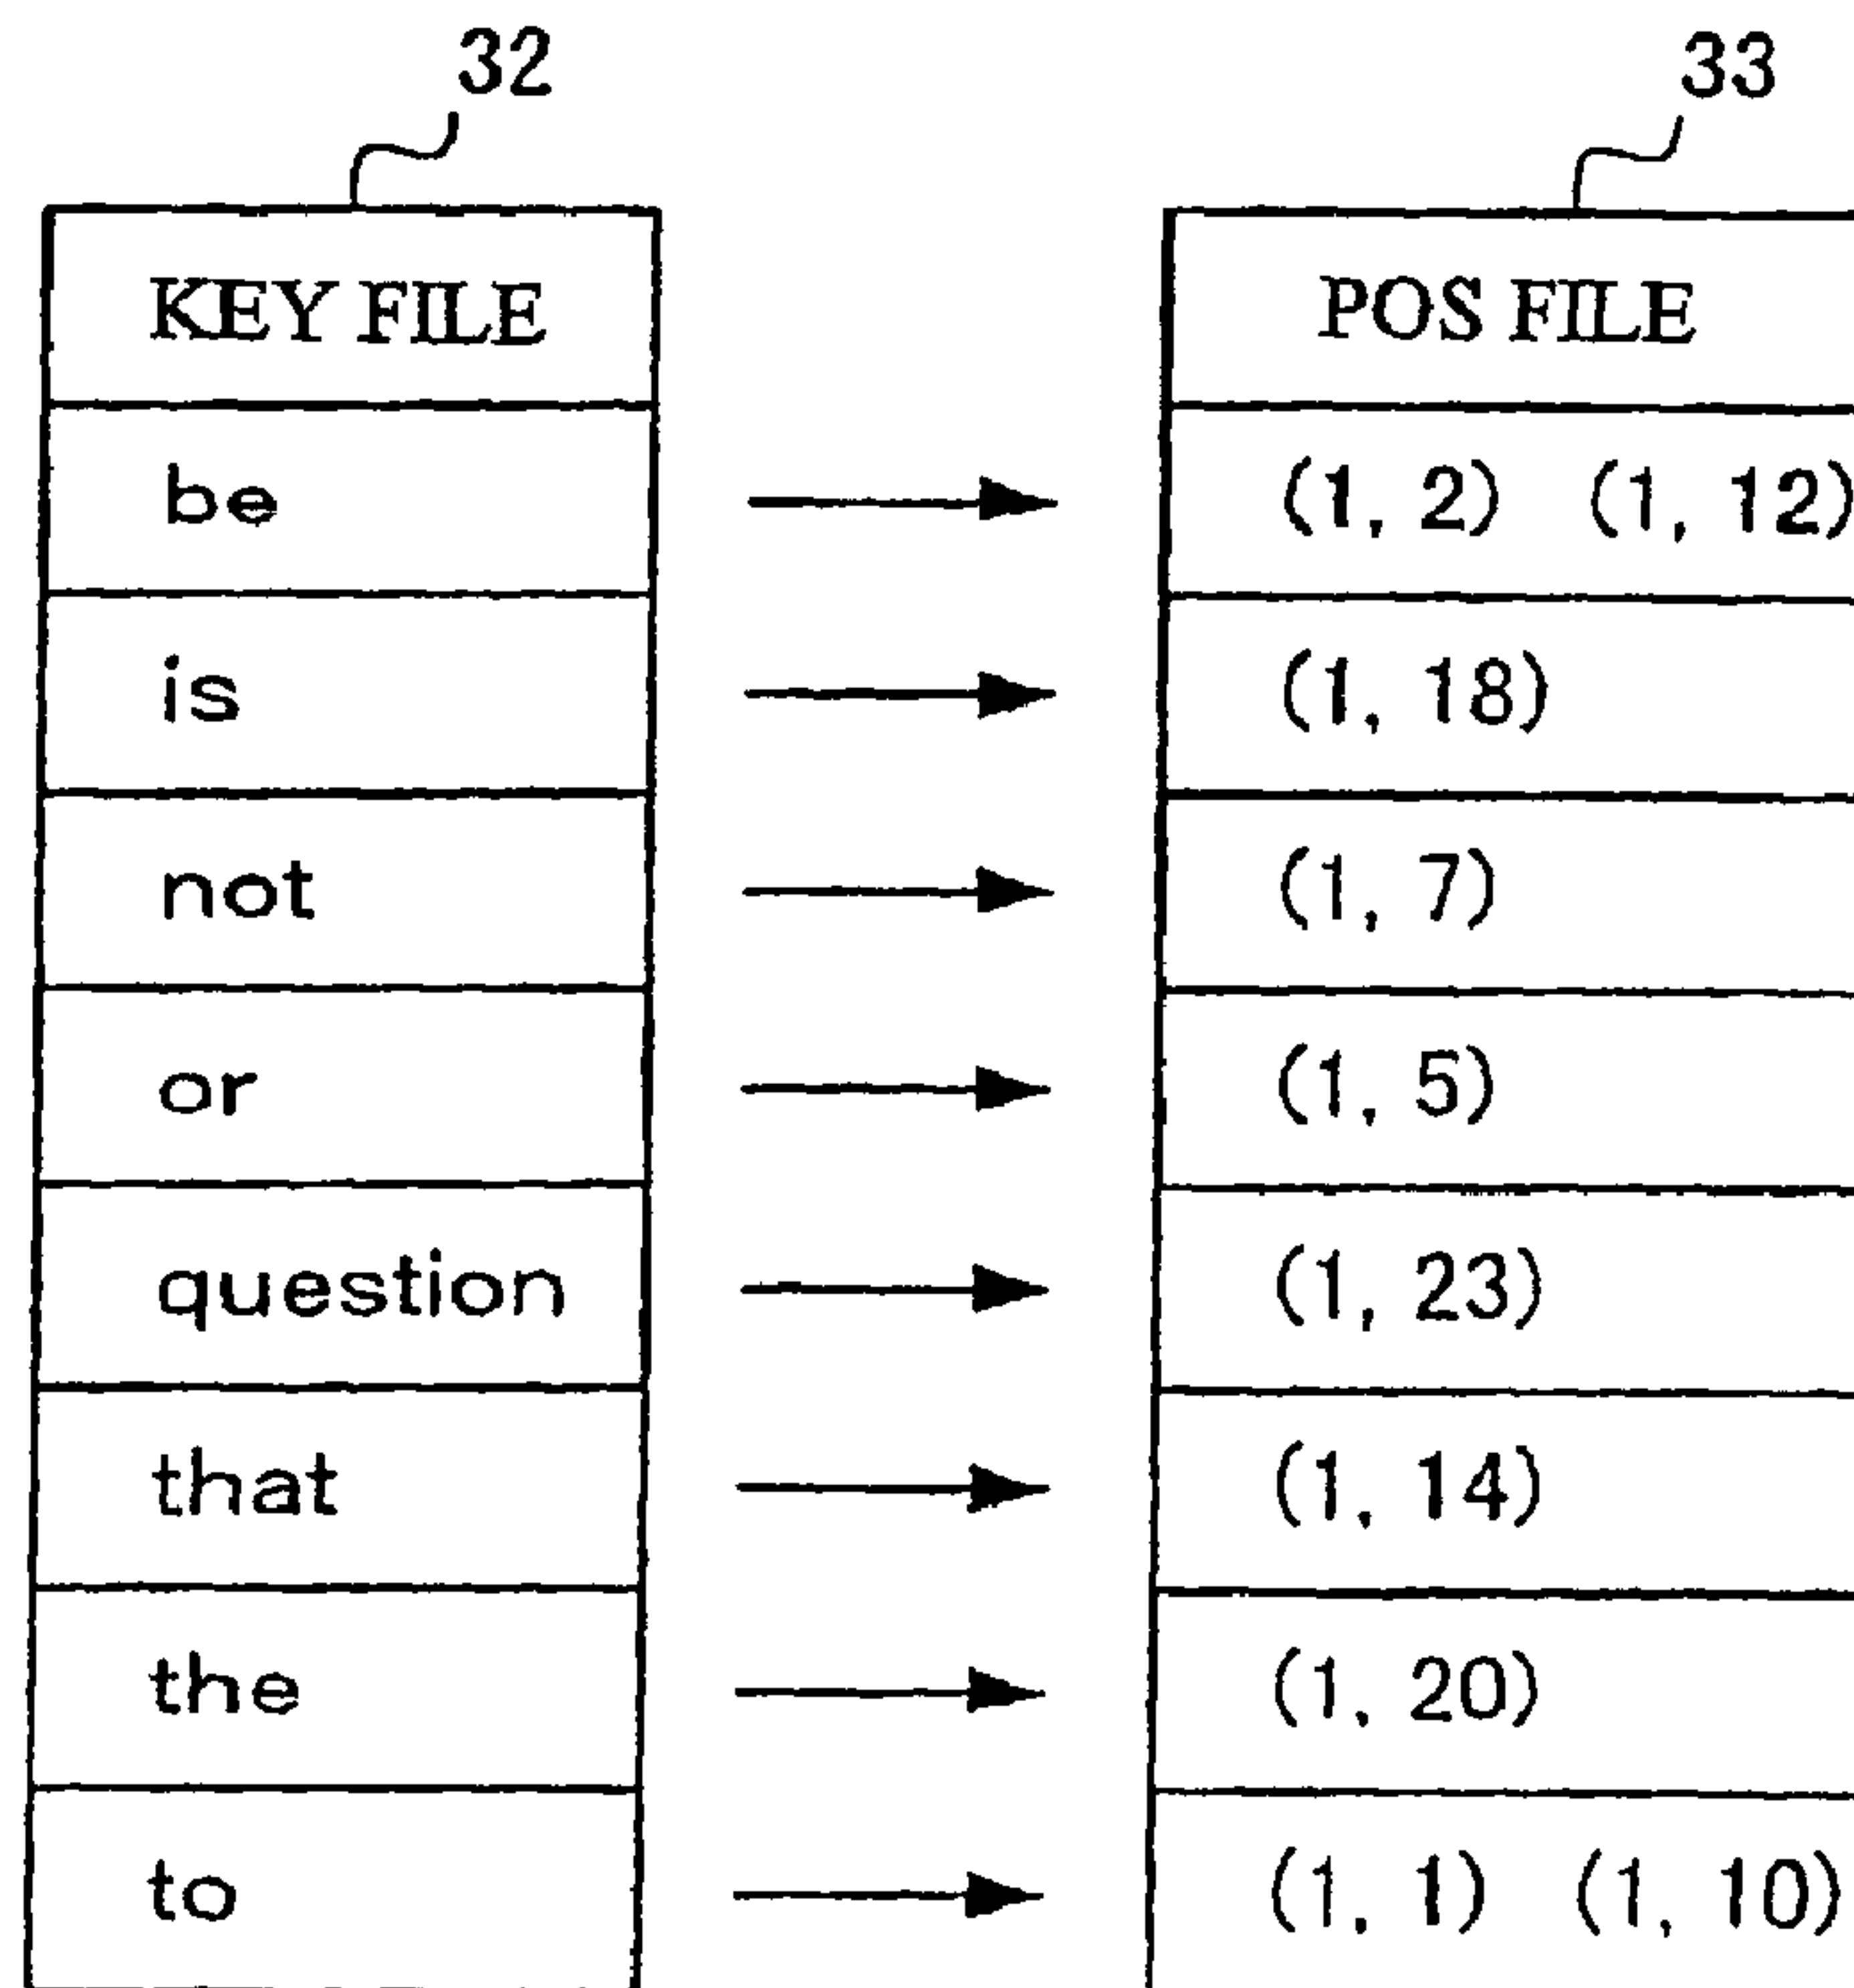 32 33
KEY FILE POS FILE
be (1, 2) (1, 12)
is (1, 18)
not (1, 7)
or (1, 5)
question (1, 23)
that (1, 14)
the (1, 20)
to (1, 1) (1, 10)